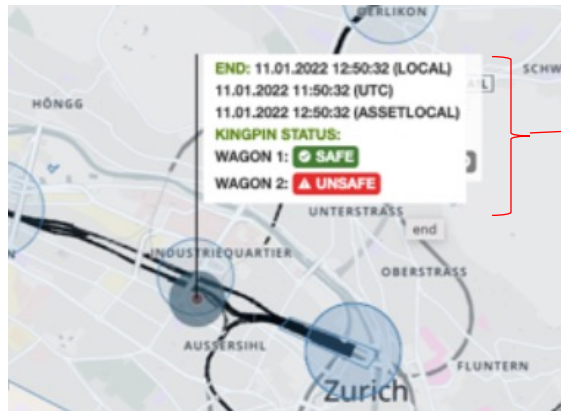 OERLIKON
END: 11.01.2022 12:50:32 (LOCAL)
11.01.2022 11:50:32 (UTC)
11.01.2022 12:50:32 (ASSETLOCAL)
KINGPIN STATUS:
WAGON 1: SAFE
WAGON 2: UNSAFE
HÖNGG
UNTERSTRASS
end
INDUSTRIEQUARTIER
OBERSTRASS
AUSSERSIHL
FLUNTERN
Zurich